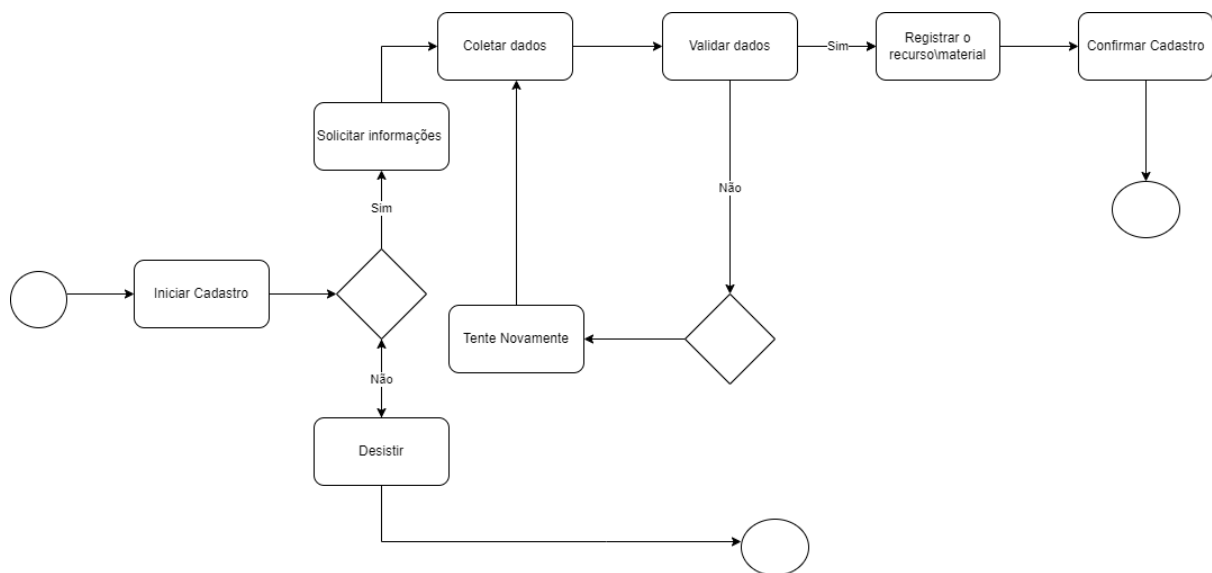 Coletar dados
Validar dados
Sim
Registrar o
recurso\material
Confirmar Cadastro
Solicitar informações
Não
Sim
Iniciar Cadastro
Tente Novamente
Não
Desistir